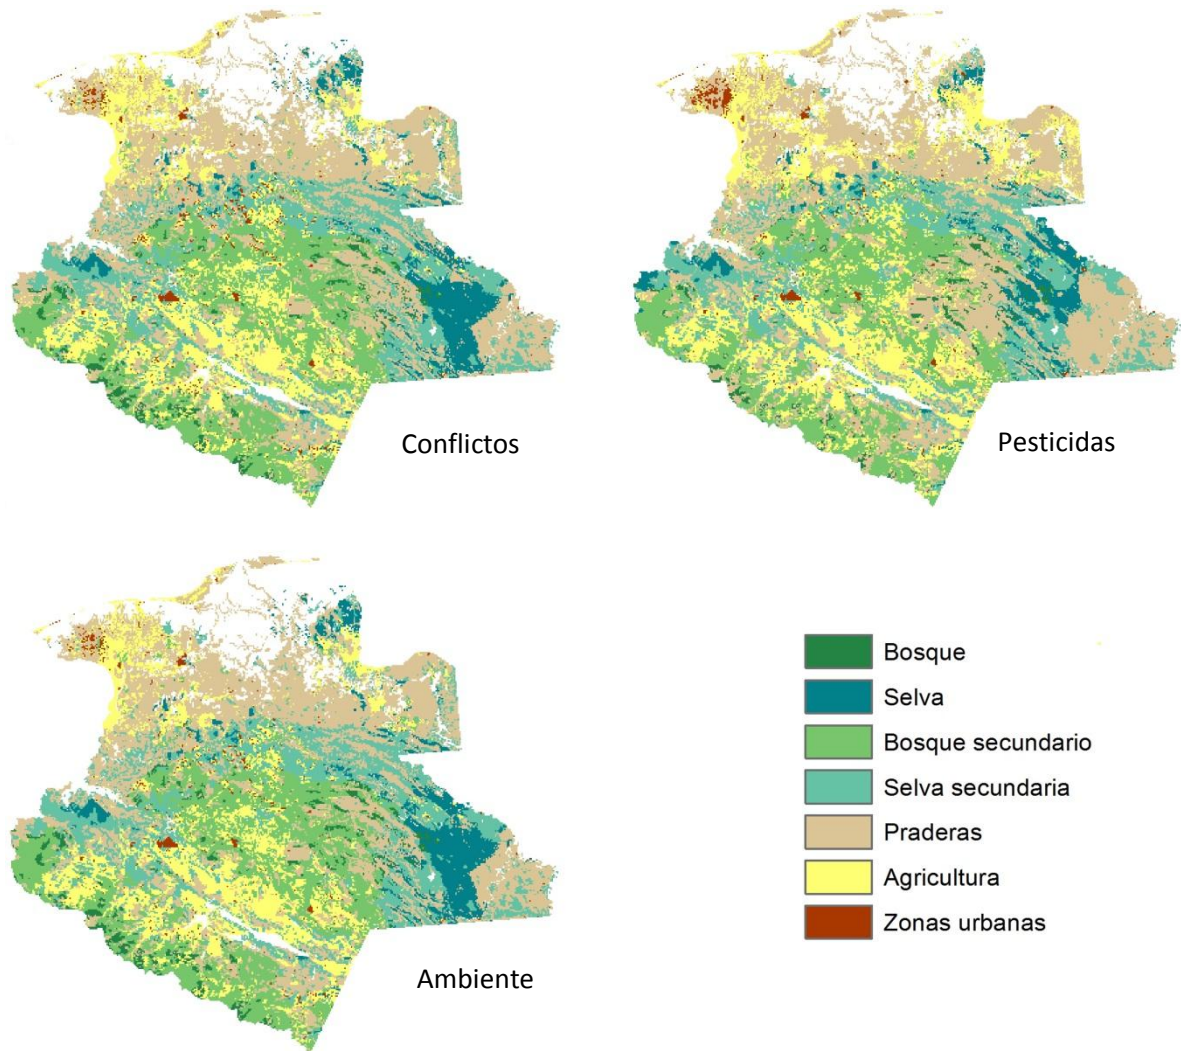 Conflictos
Pesticidas
Ambiente
Bosque
Selva
Bosque secundario
Selva secundaria
Praderas
Agricultura
Zonas urbanas